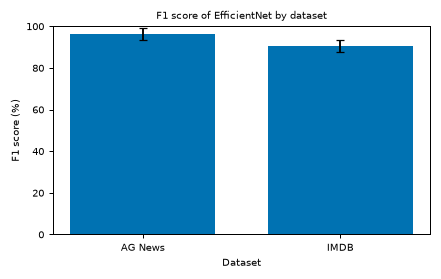 F1 score of EfficientNet by dataset
100
80
60
40
20
0
F1 score (%)
AG News
IMDB
Dataset